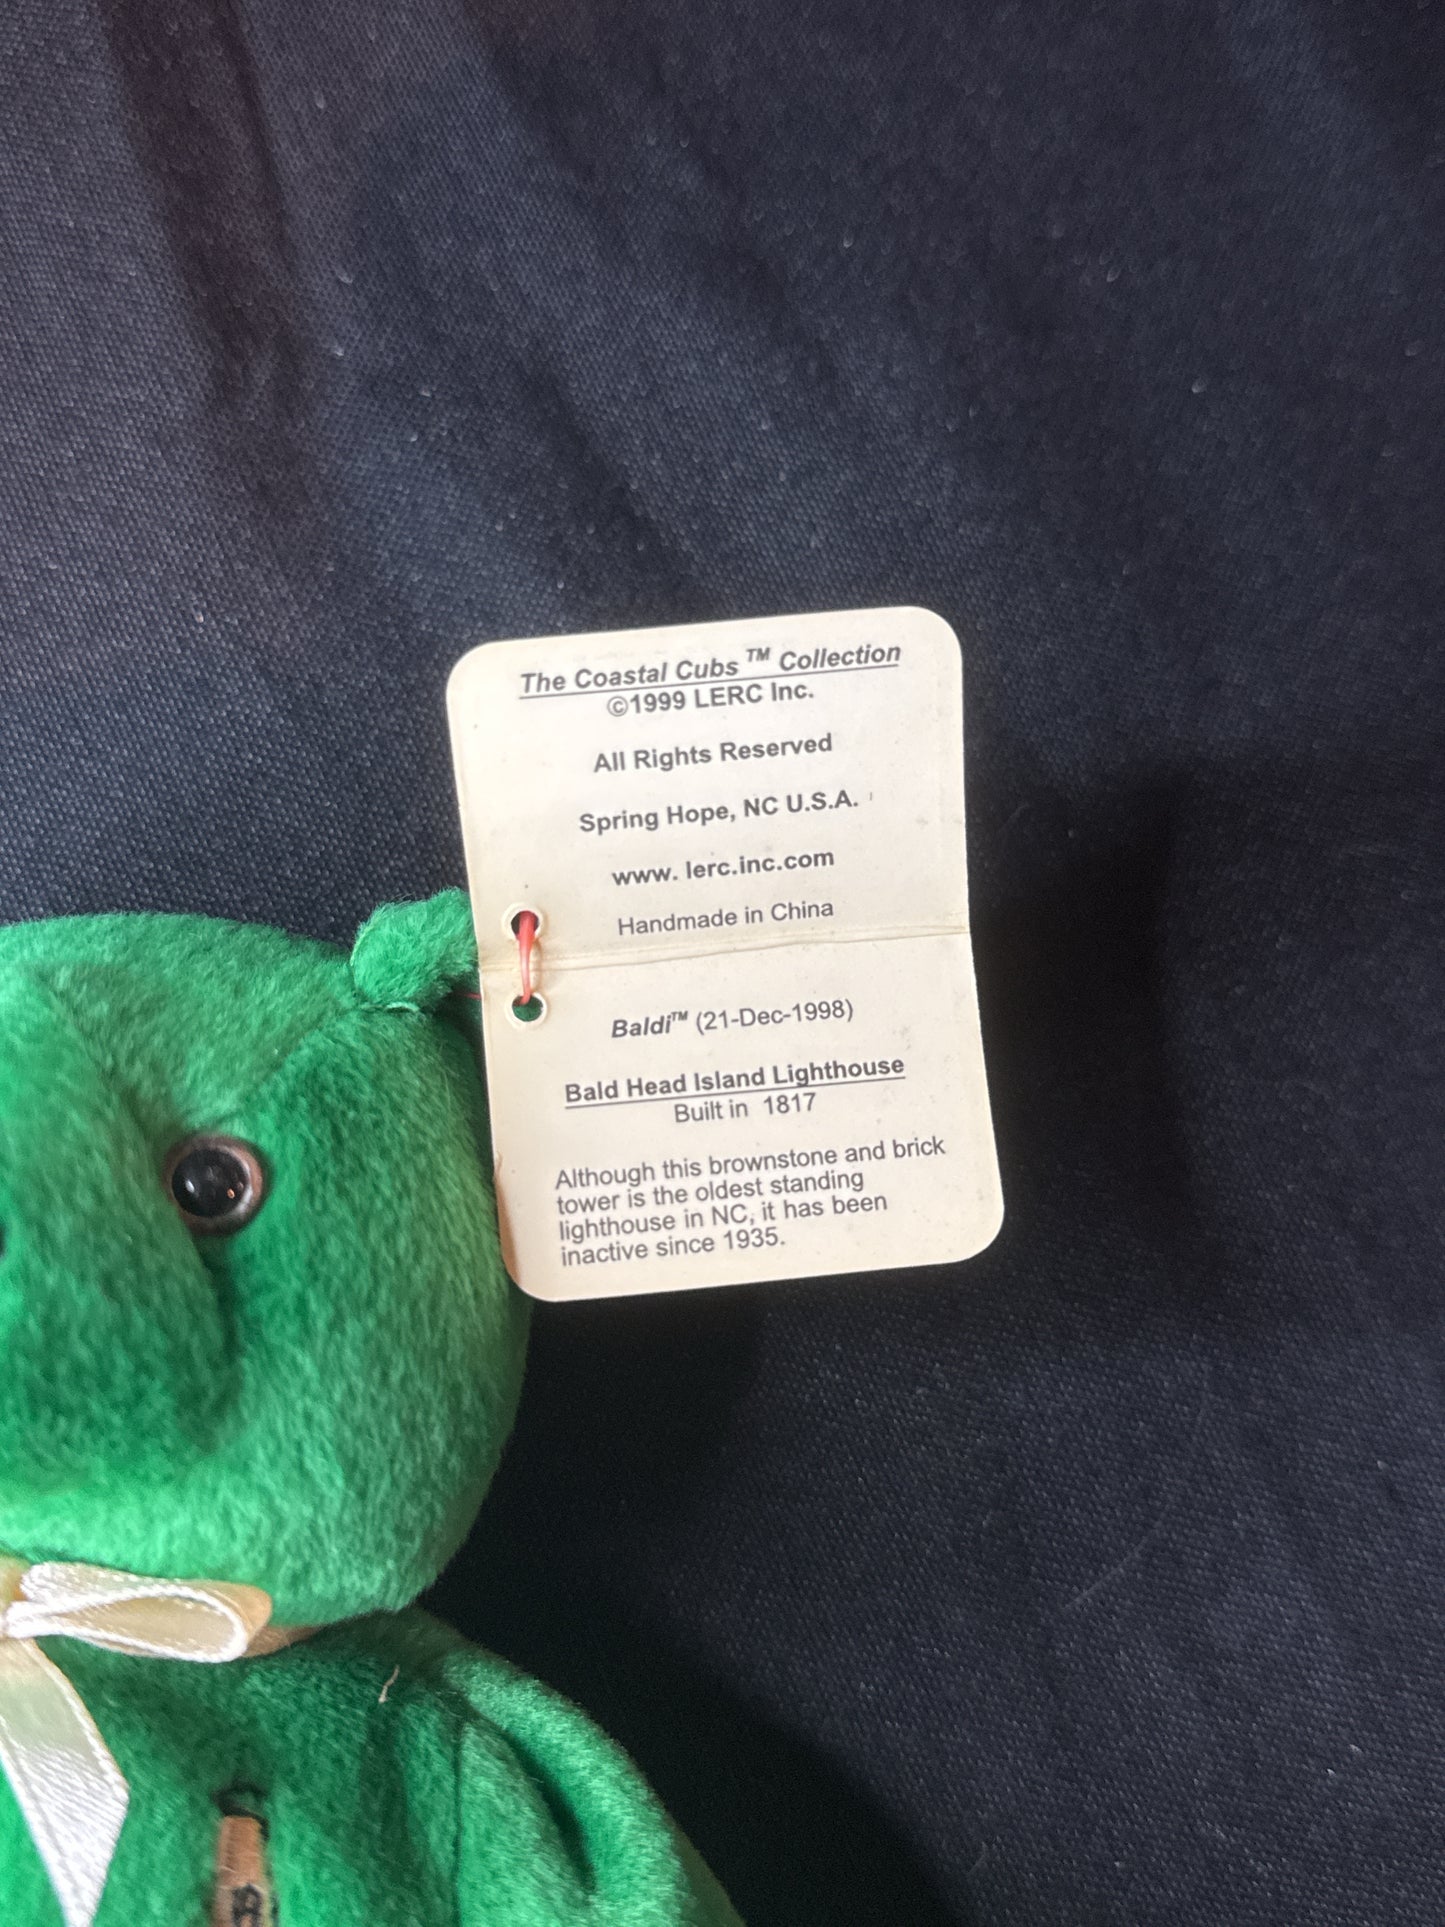 The Coastal Cubs ™ Collection
©1999 LERC Inc.
All Rights Reserved
Spring Hope, NC U.S.A.
www. lerc.inc.com
Handmade in China
Baldi™ (21-Dec-1998)
Bald Head Island Lighthouse
Built in 1817
Although this brownstone and brick
tower is the oldest standing
lighthouse in NC, it has been
inactive since 1935.